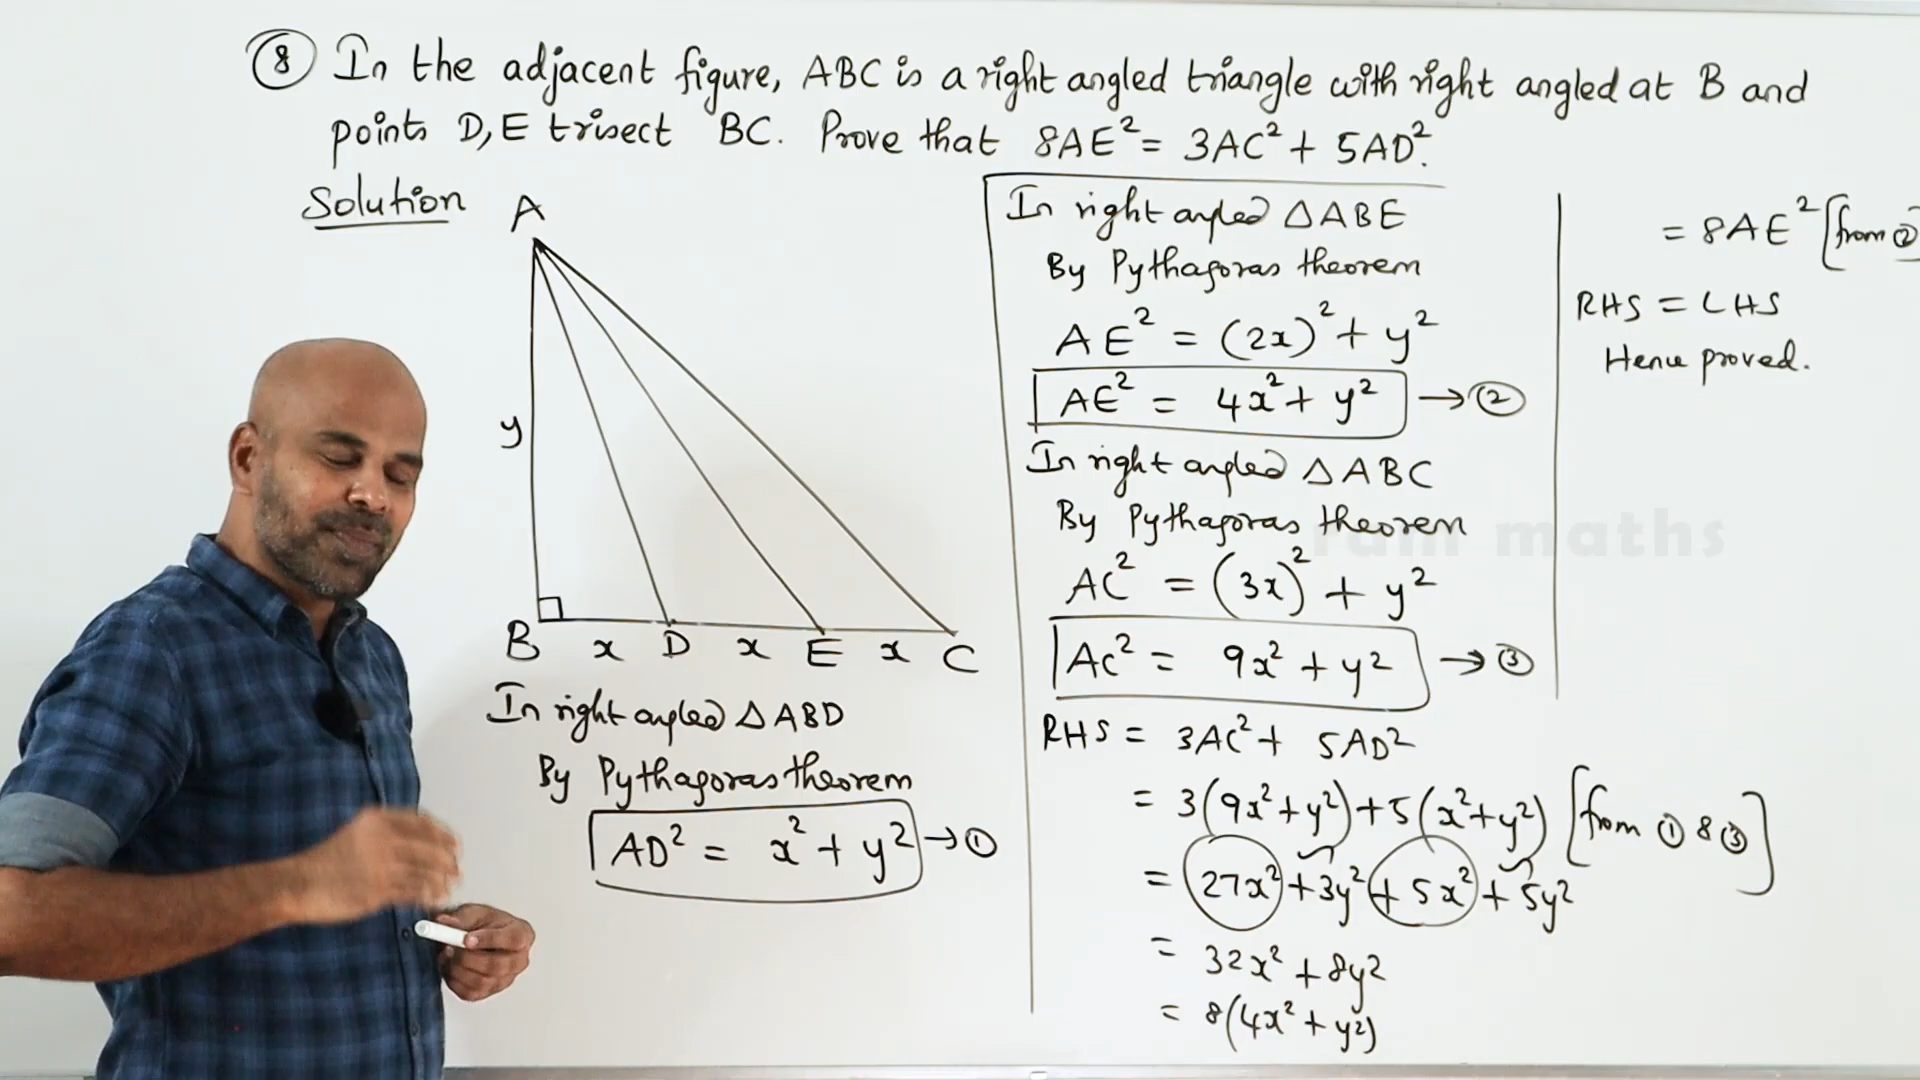 ⑧ In the adjacent figure, ABC is a right angled triangle with right angled at B and
points D, E trisect BC. Prove that 8AE² = 3AC² + 5AD².
Solution
A
y
B x D x E x C
In right angled △ABD
By Pythagoras theorem
AD² = x² + y² → ①
In right angled △ABE
By Pythagoras theorem
AE² = (2x)² + y²
AE² = 4x² + y² → ②
In right angled △ABC
By Pythagoras theorem
AC² = (3x)² + y²
AC² = 9x² + y² → ③
RHS = 3AC² + 5AD²
= 3(9x² + y²) + 5(x² + y²) [from ① & ③]
= 27x² + 3y² + 5x² + 5y²
= 32x² + 8y²
= 8(4x² + y²)
= 8AE² [from ②
RHS = LHS
Hence proved.
ram maths